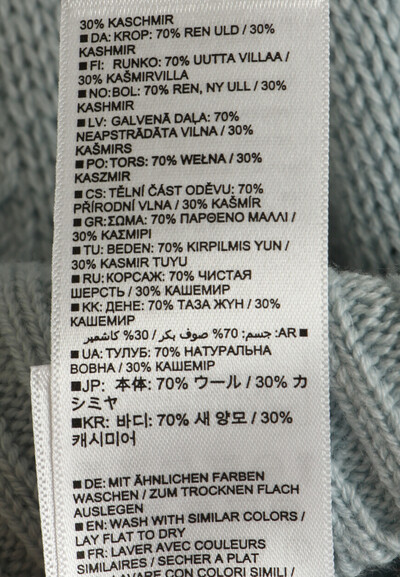 30% KASCHMIR
■DA: KROP: 70% REN ULD / 30%
KASHMIR
■FI: RUNKO: 70% UUTTA VILLAA /
30% KAŠMIRVILLA
■NO:BOL: 70% REN, NY ULL / 30%
KASHMIR
■LV: GALVENĀ DAĻA: 70%
NEAPSTRĀDĀTA VILNA / 30%
KAŠMIRS
■PO:TORS: 70% WEŁNA / 30%
KASZMIR
■CS: TĚLNÍ ČÁST ODĚVU: 70%
PŘÍRODNÍ VLNA / 30% KAŠMÍR
■GR:ΣΩΜΑ: 70% ΠΑΡΘΕΝΟ ΜΑΛΛΙ /
30% ΚΑΣΜΙΡΙ
■TU: BEDEN: 70% KIRPILMIS YUN /
30% KASMIR TUYU
■RU:КОРСАЖ: 70% ЧИСТАЯ
ШЕРСТЬ / 30% КАШЕМИР
■KK: ДЕНЕ: 70% ТАЗА ЖҮН / 30%
КАШЕМИР
■AR: جسم: 70% صوف بكر / 30% كاشمير
■UA: ТУЛУБ: 70% НАТУРАЛЬНА
ВОВНА / 30% КАШЕМІР
■JP: 本体: 70% ウール / 30% カ
シミヤ
■KR: 바디: 70% 새 양모 / 30%
캐시미어
■DE: MIT ÄHNLICHEN FARBEN
WASCHEN / ZUM TROCKNEN FLACH
AUSLEGEN
■EN: WASH WITH SIMILAR COLORS /
LAY FLAT TO DRY
■FR: LAVER AVEC COULEURS
SIMILAIRES / SECHER A PLAT
LAVARE CON COLORI SIMILI /